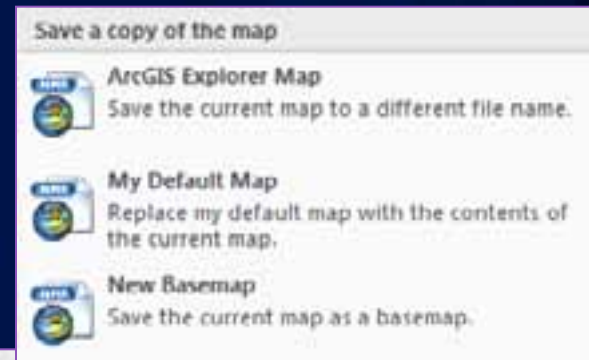 Save a copy of the map
ArcGIS Explorer Map
Save the current map to a different file name.
My Default Map
Replace my default map with the contents of
the current map.
New Basemap
Save the current map as a basemap.